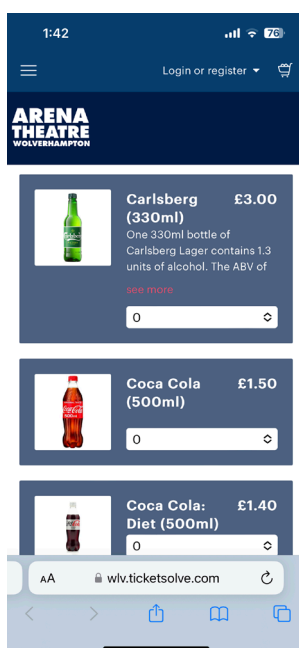 1:42
76
Login or register
ARENA
THEATRE
WOLVERHAMPTON
Carlsberg £3.00
(330ml)
One 330ml bottle of
Carlsberg Lager contains 1.3
units of alcohol. The ABV of
see more
0
Coca Cola £1.50
(500ml)
0
Coca Cola: £1.40
Diet (500ml)
0
AA wlv.ticketsolve.com